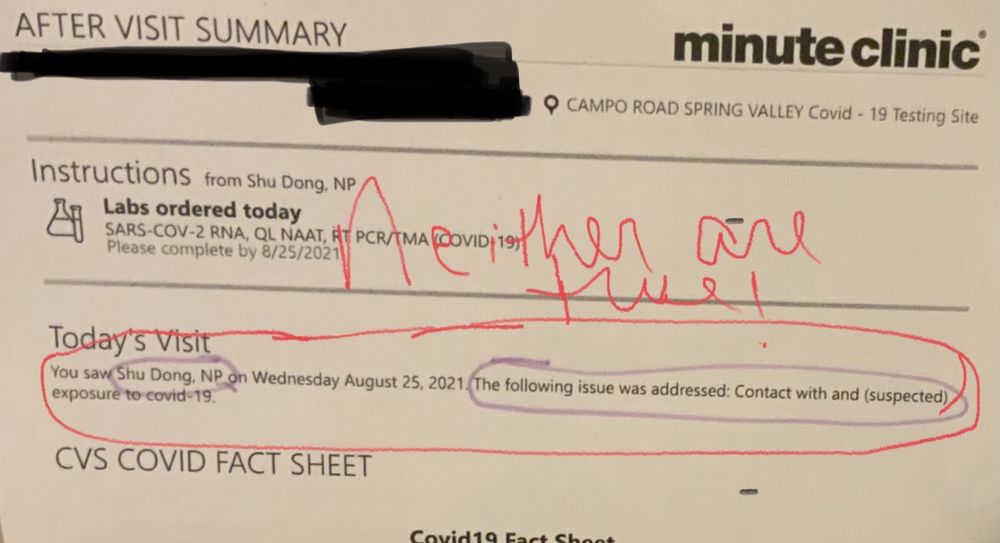 AFTER VISIT SUMMARY
minute clinic
CAMPO ROAD SPRING VALLEY Covid - 19 Testing Site
Instructions from Shu Dong, NP
Labs ordered today
SARS-COV-2 RNA, QL NAAT, RT PCR/TMA (COVID 19)
Please complete by 8/25/2021
Neither are
true!
Today's Visit
You saw Shu Dong, NP on Wednesday August 25, 2021. The following issue was addressed: Contact with and (suspected)
exposure to covid-19.
CVS COVID FACT SHEET
Covid19 Fact Sheet